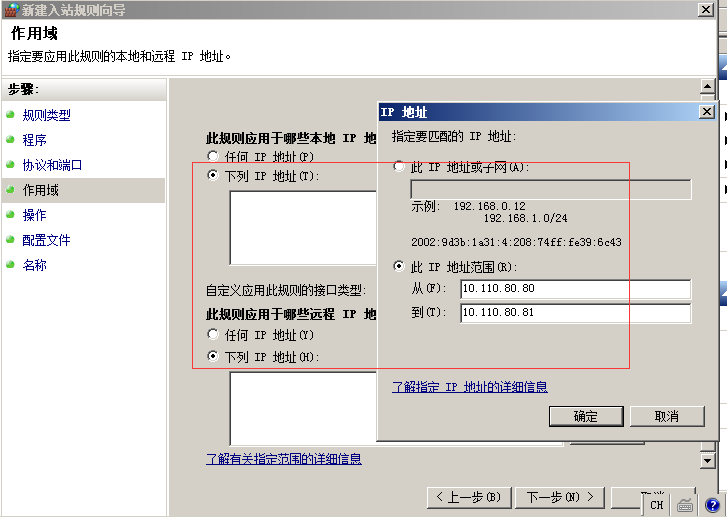 新建入站规则向导
作用域
指定要应用此规则的本地和远程 IP 地址。
步骤:
规则类型
程序
协议和端口
作用域
操作
配置文件
名称
此规则应用于哪些本地 IP 地
任何 IP 地址(P)
下列 IP 地址(T):
自定义应用此规则的接口类型:
此规则应用于哪些远程 IP 地
任何 IP 地址(Y)
下列 IP 地址(H):
了解有关指定范围的详细信息
IP 地址
指定要匹配的 IP 地址:
此 IP 地址或子网(A):
示例: 192.168.0.12
192.168.1.0/24
2002:9d3b:1a31:4:208:74ff:fe39:6c43
此 IP 地址范围(R):
从(F): 10.110.80.80
到(T): 10.110.80.81
了解指定 IP 地址的详细信息
确定 取消
< 上一步(B) 下一步(N) >
CH